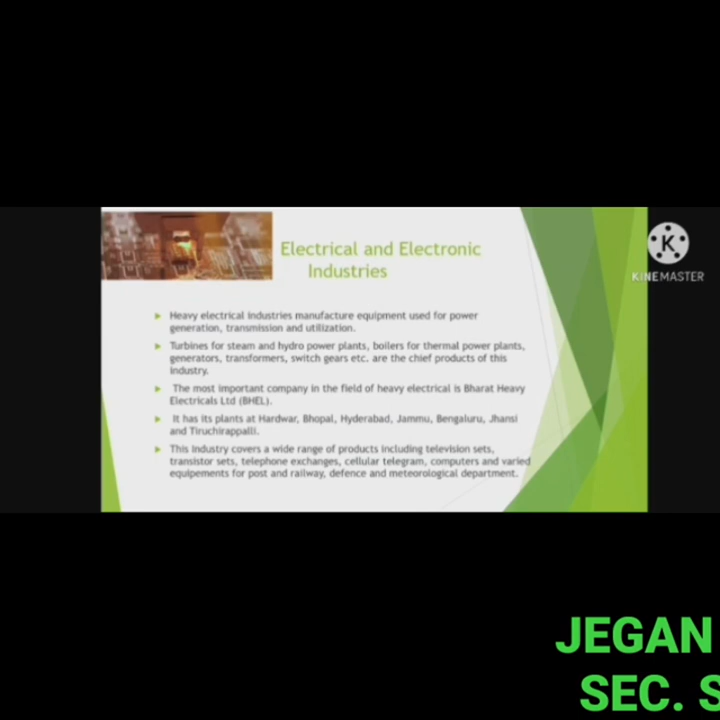 Electrical and Electronic
Industries
Heavy electrical industries manufacture equipment used for power
generation, transmission and utilization.
Turbines for steam and hydro power plants, boilers for thermal power plants,
generators, transformers, switch gears etc. are the chief products of this
industry.
The most important company in the field of heavy electrical is Bharat Heavy
Electricals Ltd (BHEL).
It has its plants at Hardwar, Bhopal, Hyderabad, Jammu, Bengaluru, Jhansi
and Tiruchirappalli.
This industry covers a wide range of products including television sets,
transistor sets, telephone exchanges, cellular telegram, computers and varied
equipements for post and railway, defence and meteorological department.
K
KINEMASTER
JEGAN
SEC. S